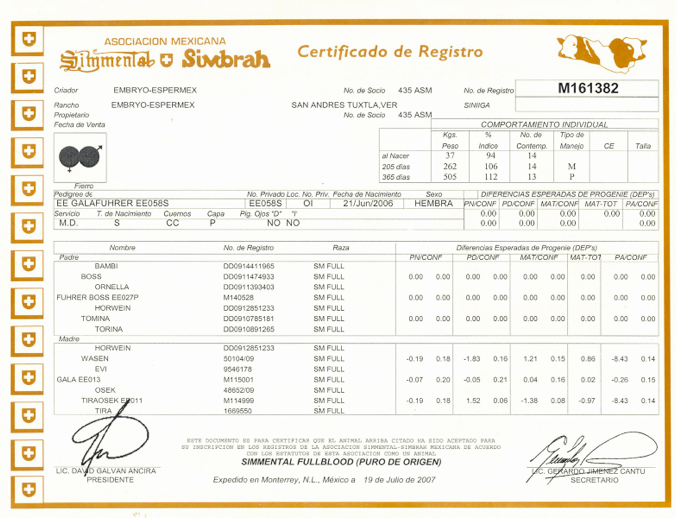 ASOCIACION MEXICANA
Simmental Simbrah
Certificado de Registro
Criador EMBRYO-ESPERMEX No. de Socio 435 ASM No. de Registro M161382
Rancho EMBRYO-ESPERMEX SAN ANDRES TUXTLA,VER SINIIGA
Propietario No. de Socio 435 ASM
Fecha de Venta
COMPORTAMIENTO INDIVIDUAL
Kgs. % No. de Tipo de
Peso Indice Contemp. Manejo CE Talla
al Nacer 37 94 14
205 dias 262 106 14 M
365 dias 505 112 13 P
Fierro
Pedigree de No. Privado Loc. No. Priv. Fecha de Nacimiento Sexo DIFERENCIAS ESPERADAS DE PROGENIE (DEP's)
EE GALAFUHRER EE058S EE058S OI 21/Jun/2006 HEMBRA PN/CONF PD/CONF MAT/CONF MAT-TOT PA/CONF
Servicio T. de Nacimiento Cuernos Capa Pig. Ojos "D" "I" 0.00 0.00 0.00 0.00 0.00
M.D. S CC P NO NO 0.00 0.00 0.00 0.00
Nombre No. de Registro Raza Diferencias Esperadas de Progenie (DEP's)
Padre PN/CONF PD/CONF MAT/CONF MAT-TOT PA/CONF
BAMBI DD0914411965 SM FULL
BOSS DD0911474933 SM FULL 0.00 0.00 0.00 0.00 0.00 0.00 0.00 0.00 0.00
ORNELLA DD0911393403 SM FULL
FUHRER BOSS EE027P M140528 SM FULL 0.00 0.00 0.00 0.00 0.00 0.00 0.00 0.00 0.00
HORWEIN DD0912851233 SM FULL
TOMINA DD0910785181 SM FULL 0.00 0.00 0.00 0.00 0.00 0.00 0.00 0.00 0.00
TORINA DD0910891265 SM FULL
Madre
HORWEIN DD0912851233 SM FULL
WASEN 50104/09 SM FULL -0.19 0.18 -1.83 0.16 1.21 0.15 0.86 -8.43 0.14
EVI 9546178 SM FULL
GALA EE013 M115001 SM FULL -0.07 0.20 -0.05 0.21 0.04 0.16 0.02 -0.26 0.15
OSEK 48652/09 SM FULL
TIRAOSEK EE011 M114999 SM FULL -0.19 0.18 1.52 0.06 -1.38 0.08 -0.97 -8.43 0.14
TIRA 1669550 SM FULL
ESTE DOCUMENTO ES PARA CERTIFICAR QUE EL ANIMAL ARRIBA CITADO HA SIDO ACEPTADO PARA
SU INSCRIPCION EN LOS REGISTROS DE LA ASOCIACION SIMMENTAL-SIMBRAH MEXICANA DE ACUERDO
CON LOS ESTATUTOS DE ESTA ASOCIACION COMO UN ANIMAL
SIMMENTAL FULLBLOOD (PURO DE ORIGEN)
LIC. DAVID GALVAN ANCIRA LIC. GERARDO JIMENEZ CANTU
PRESIDENTE Expedido en Monterrey, N.L., México a 19 de Julio de 2007 SECRETARIO